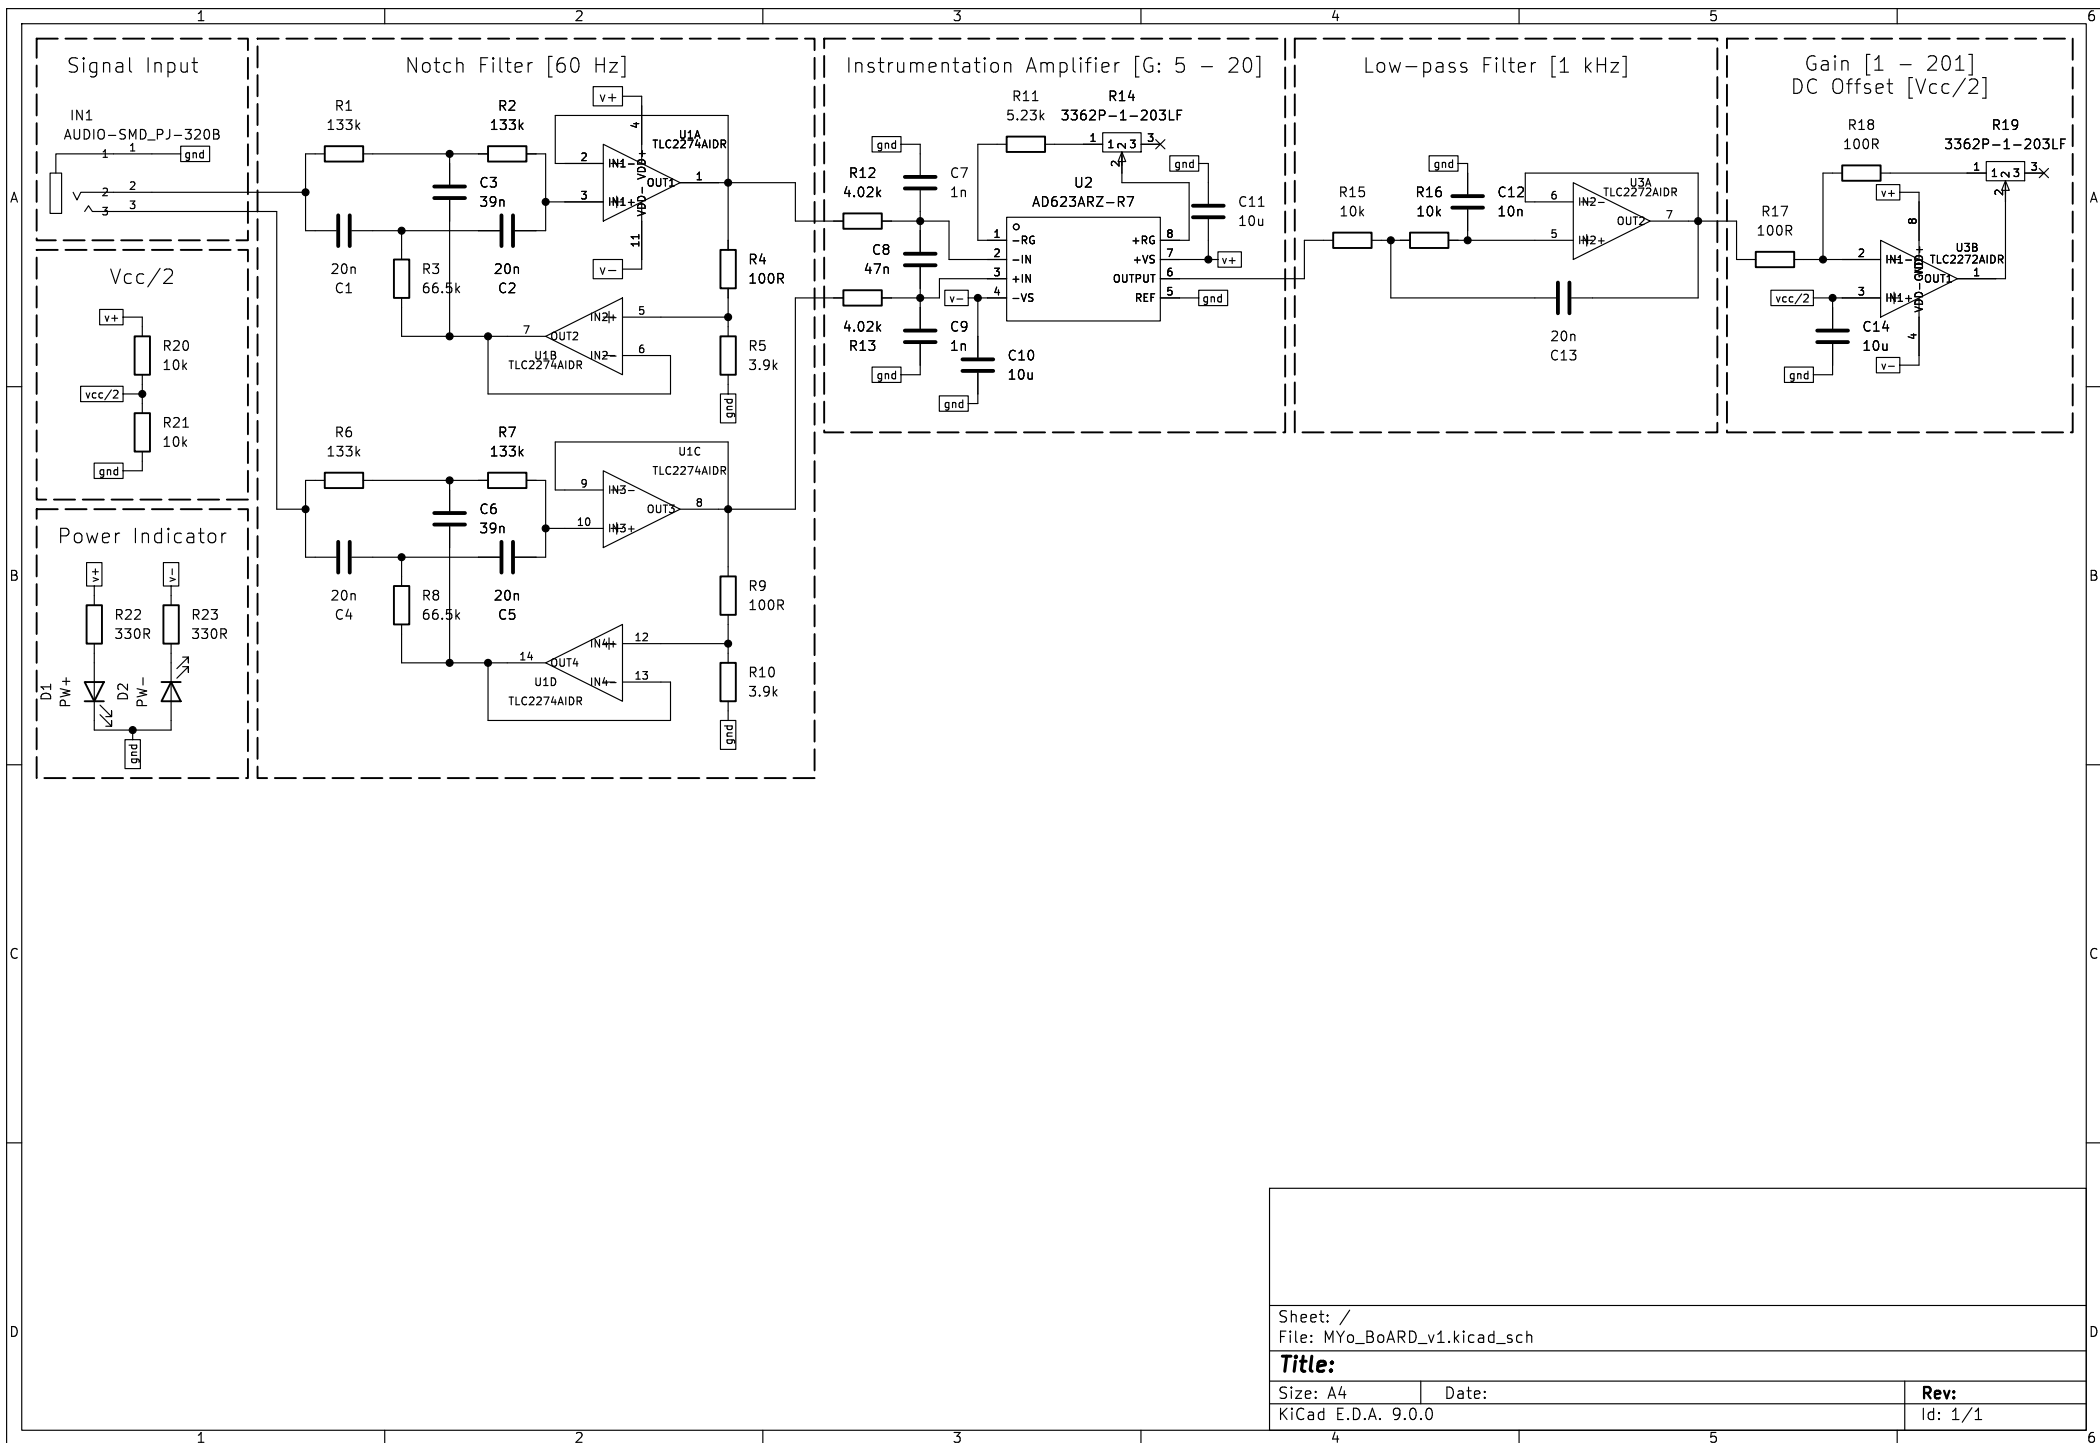 1 2 3 4 5 6
A
B
C
D
Signal Input
IN1
AUDIO-SMD_PJ-320B
1 1 gnd
2 2
3 3
Vcc/2
v+
R20
10k
vcc/2
R21
10k
gnd
Power Indicator
v+ v-
R22
330R
R23
330R
D1
PW+
D2
PW-
gnd
Notch Filter [60 Hz]
R1
133k
R2
133k
v+
4
U1A
TLC2274AIDR
2 IN1- VDD+
OUT1 1
3 IN1+ VDD-
11
v-
C3
39n
20n
C1
R3
66.5k
20n
C2
R4
100R
IN2+ 5
7 OUT2
IN2- 6
U1B
TLC2274AIDR
R5
3.9k
gnd
R6
133k
R7
133k
U1C
TLC2274AIDR
9 IN3-
OUT3 8
10 IN3+
C6
39n
20n
C4
R8
66.5k
20n
C5
R9
100R
IN4+ 12
14 OUT4
IN4- 13
U1D
TLC2274AIDR
R10
3.9k
gnd
Instrumentation Amplifier [G: 5 - 20]
R11
5.23k
R14
3362P-1-203LF
1 1 2 3 3
2
gnd
C7
1n
R12
4.02k
C8
47n
4.02k
R13
C9
1n
gnd
U2
AD623ARZ-R7
1 -RG
2 -IN
3 +IN
4 -VS
+RG 8
+VS 7
OUTPUT 6
REF 5
gnd
C11
10u
v+
gnd
v-
C10
10u
gnd
Low-pass Filter [1 kHz]
R15
10k
R16
10k
gnd
C12
10n
U3A
TLC2272AIDR
6 IN2-
OUT2 7
5 IN2+
20n
C13
Gain [1 - 201]
DC Offset [Vcc/2]
R18
100R
R19
3362P-1-203LF
1 1 2 3 3
2
v+
8
R17
100R
U3B
TLC2272AIDR
2 IN1-
OUT1 1
3 IN1+
4
v-
vcc/2
C14
10u
gnd
Sheet: /
File: MYo_BoARD_v1.kicad_sch
Title:
Size: A4 Date: Rev:
KiCad E.D.A. 9.0.0 Id: 1/1
A
B
C
D
1 2 3 4 5 6